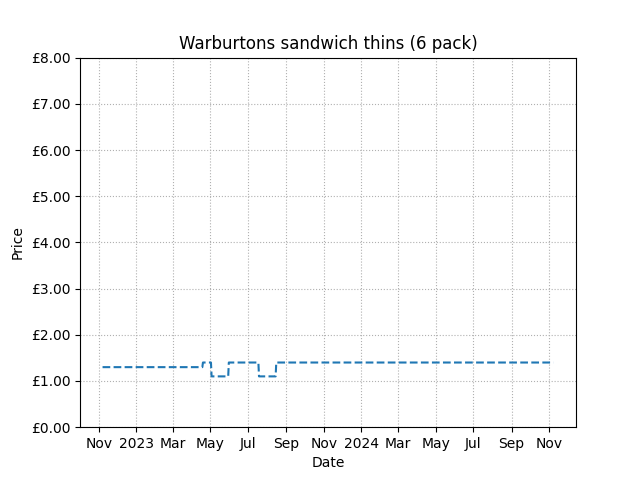 Warburtons sandwich thins (6 pack)
£8.00
£7.00
£6.00
£5.00
£4.00
£3.00
£2.00
£1.00
£0.00
Price
Nov 2023 Mar May Jul Sep Nov 2024 Mar May Jul Sep Nov
Date